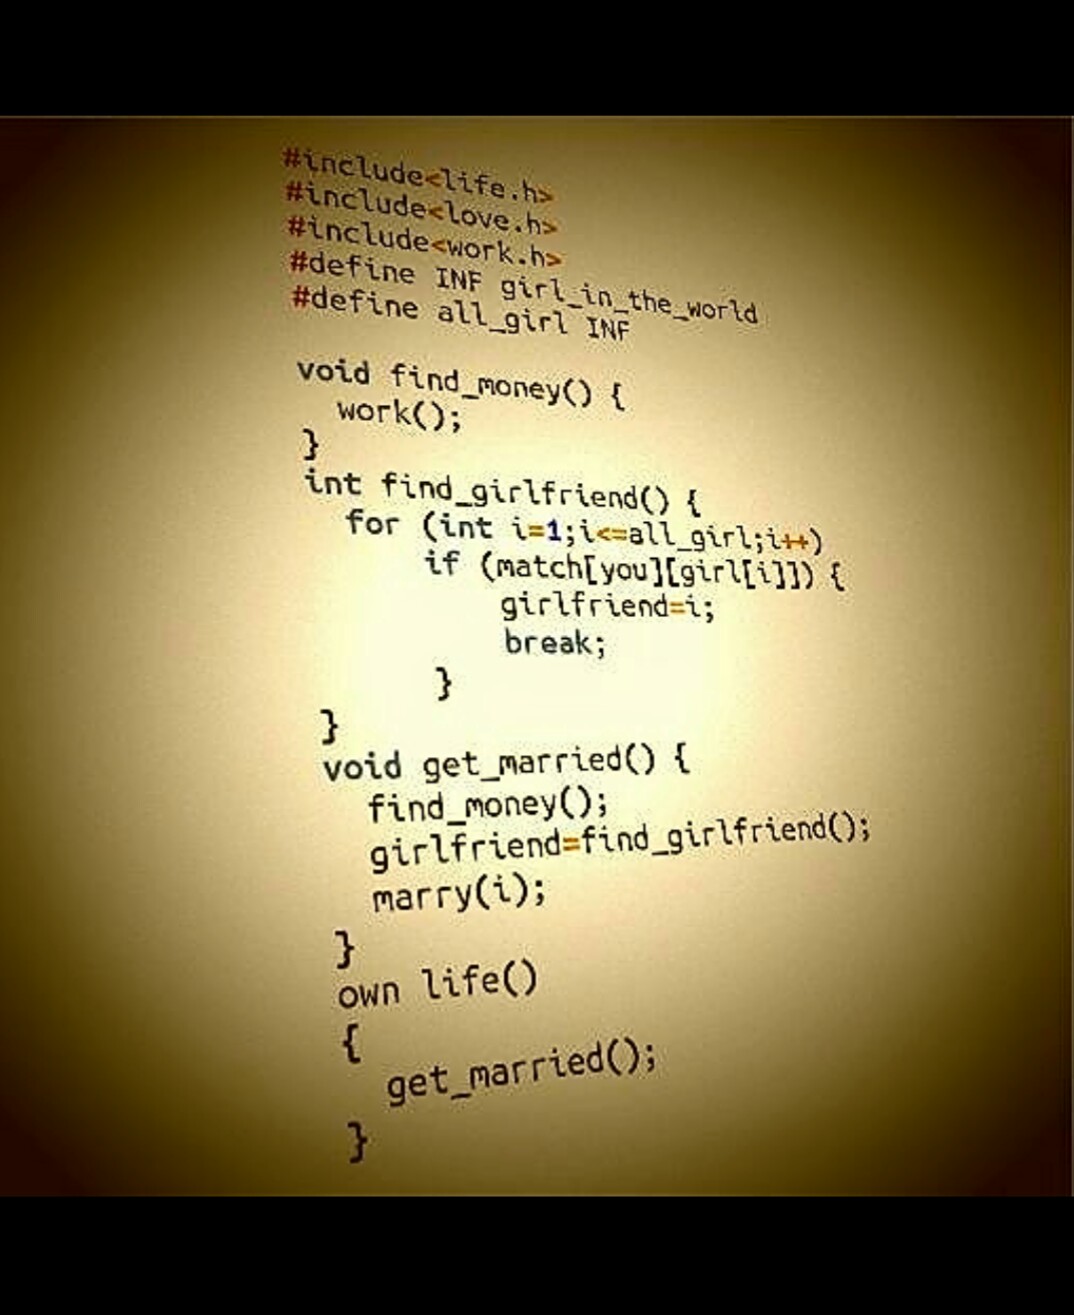 #include<life.h>
#include<love.h>
#include<work.h>
#define INF girl_in_the_world
#define all_girl INF
void find_money() {
work();
}
int find_girlfriend() {
for (int i=1;i<=all_girl;i++)
if (match[you][girl[i]]) {
girlfriend=i;
break;
}
}
void get_married() {
find_money();
girlfriend=find_girlfriend();
marry(i);
}
own life()
{
get_married();
}